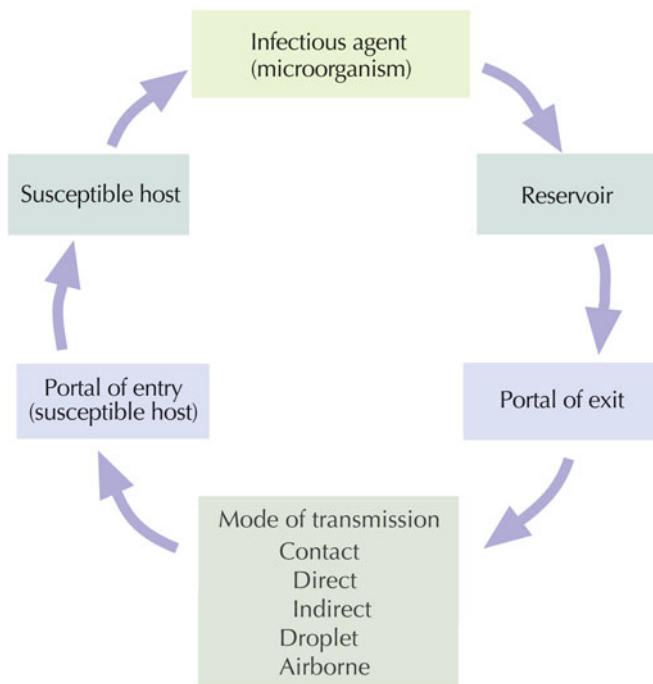 Infectious agent
(microorganism)
Reservoir
Portal of exit
Mode of transmission
Contact
Direct
Indirect
Droplet
Airborne
Portal of entry
(susceptible host)
Susceptible host